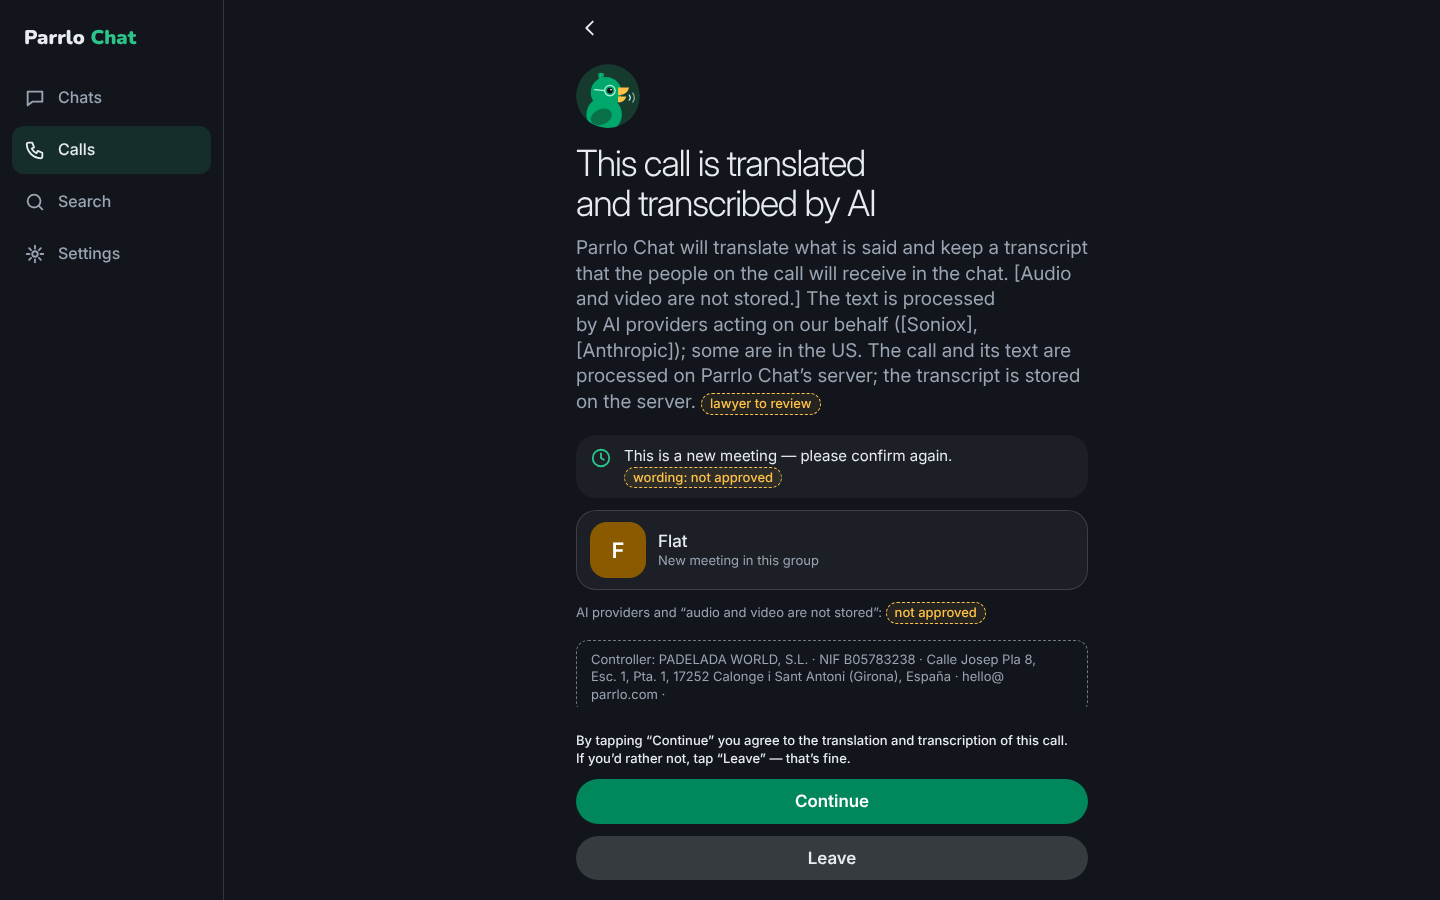 Parrlo Chat
Chats
Calls
Search
Settings
This call is translated
and transcribed by AI
Parrlo Chat will translate what is said and keep a transcript
that the people on the call will receive in the chat. [Audio
and video are not stored.] The text is processed
by AI providers acting on our behalf ([Soniox],
[Anthropic]); some are in the US. The call and its text are
processed on Parrlo Chat’s server; the transcript is stored
on the server. lawyer to review
This is a new meeting — please confirm again.
wording: not approved
F
Flat
New meeting in this group
AI providers and “audio and video are not stored”: not approved
Controller: PADELADA WORLD, S.L. · NIF B05783238 · Calle Josep Pla 8,
Esc. 1, Pta. 1, 17252 Calonge i Sant Antoni (Girona), España · hello@
parrlo.com ·
By tapping “Continue” you agree to the translation and transcription of this call.
If you’d rather not, tap “Leave” — that’s fine.
Continue
Leave